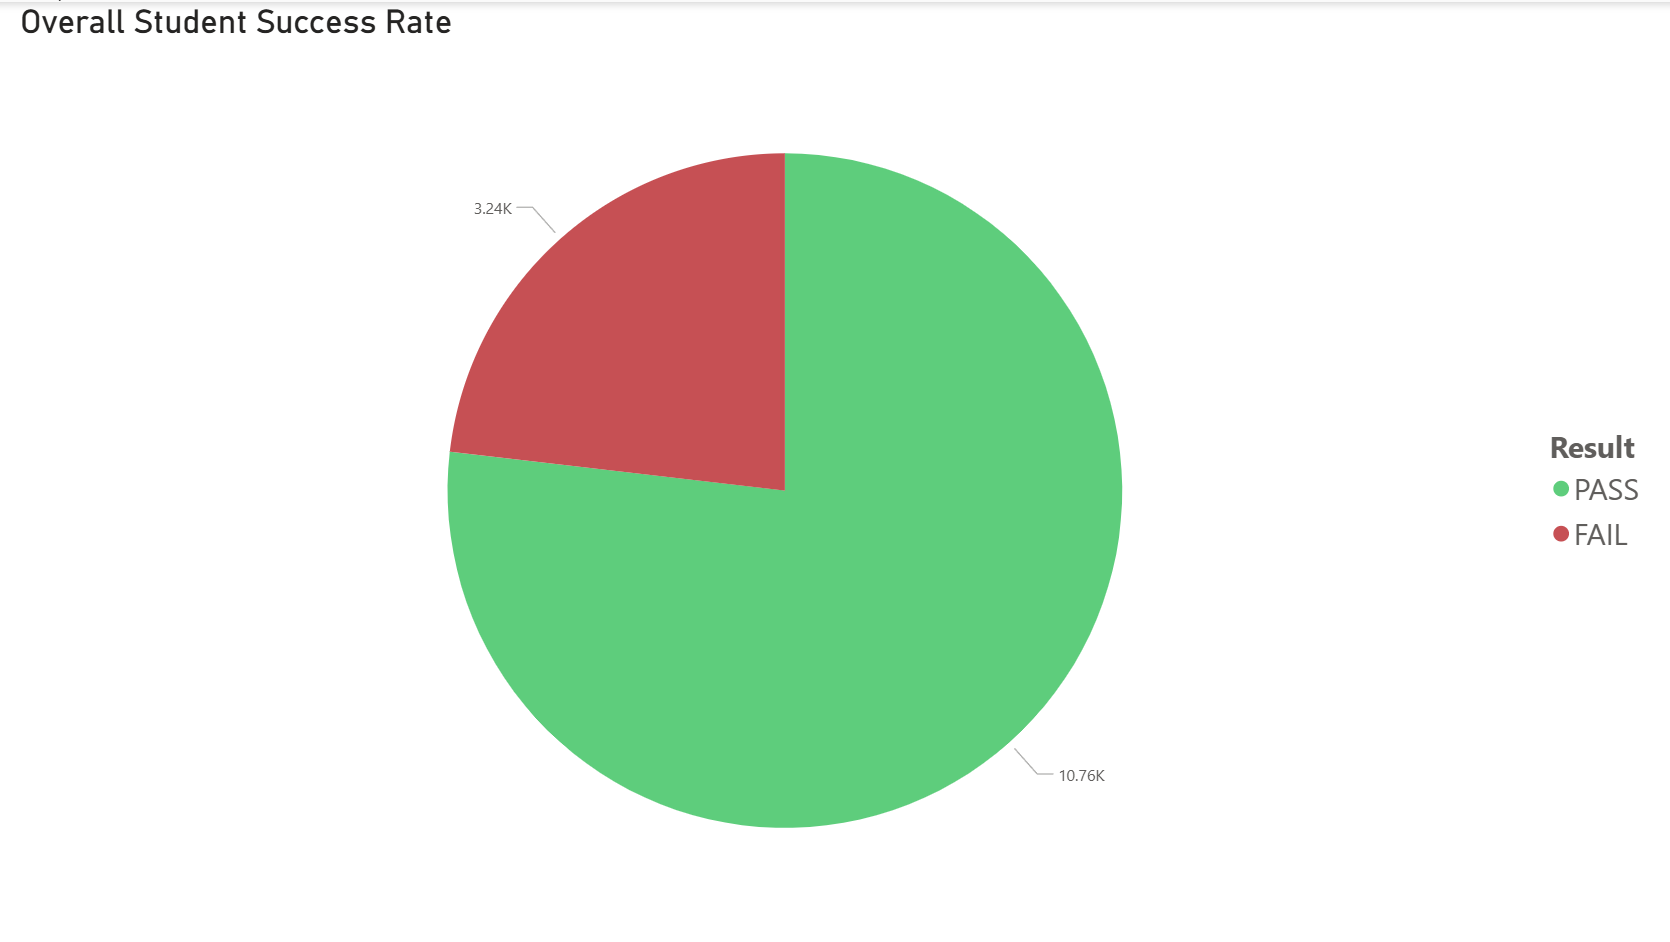 Overall Student Success Rate
3.24K
Result
PASS
FAIL
10.76K